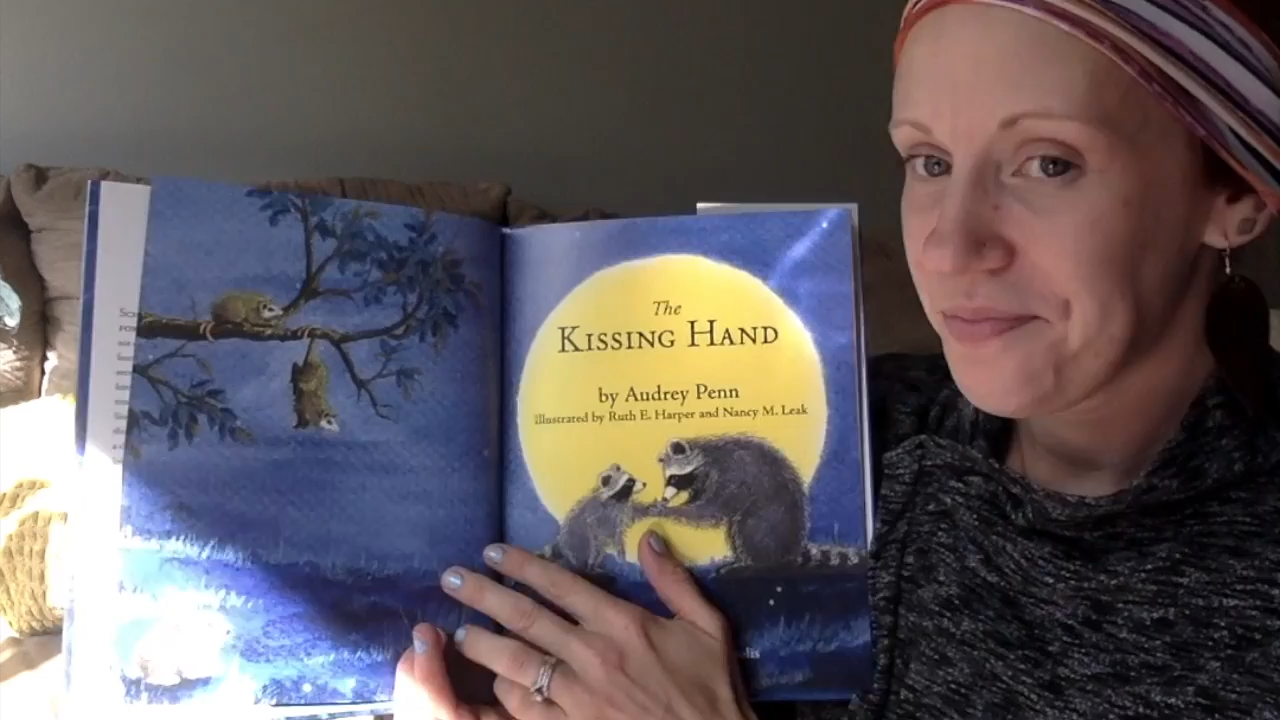 The
KISSING HAND
by Audrey Penn
Illustrated by Ruth E. Harper and Nancy M. Leak